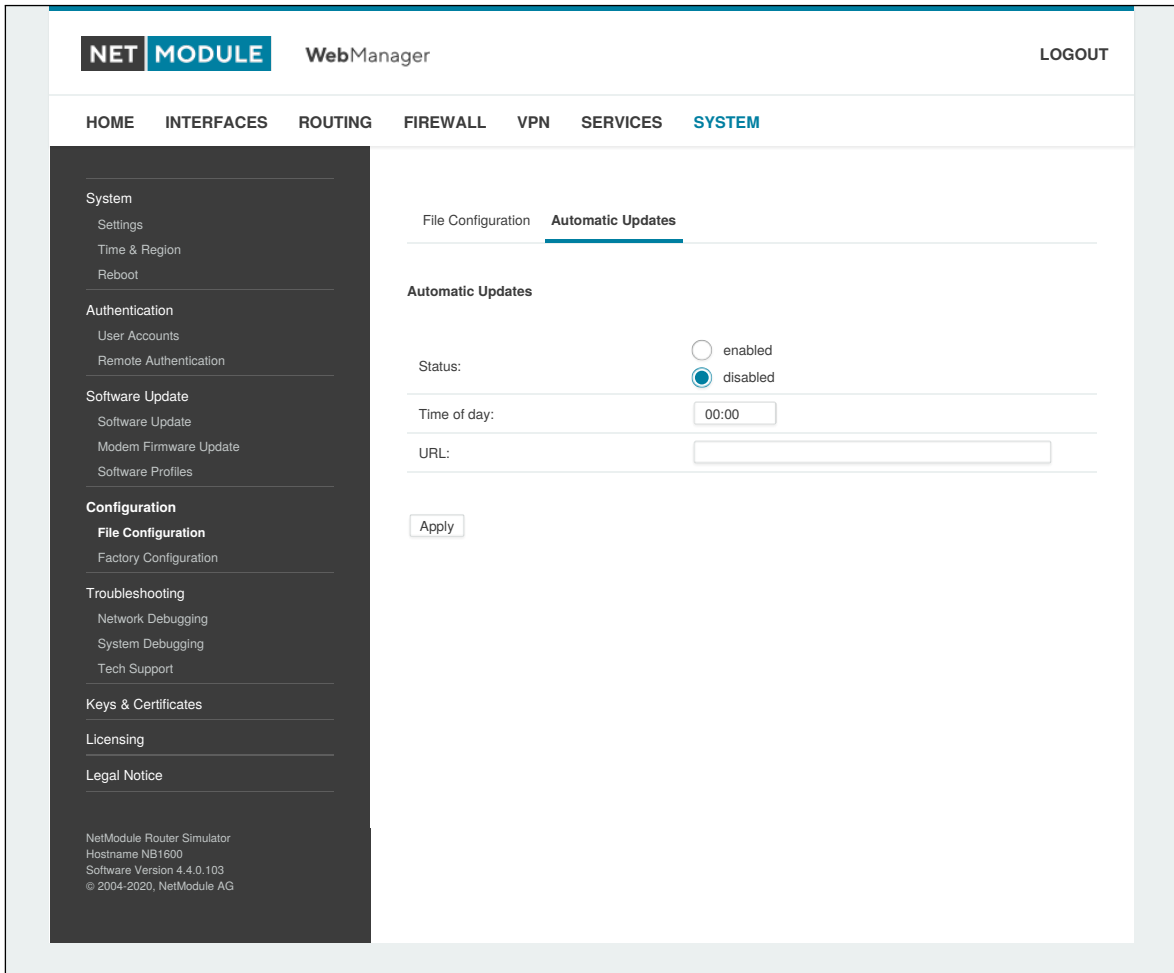 NET MODULE WebManager LOGOUT
HOME INTERFACES ROUTING FIREWALL VPN SERVICES SYSTEM
System
Settings
Time & Region
Reboot
Authentication
User Accounts
Remote Authentication
Software Update
Software Update
Modem Firmware Update
Software Profiles
Configuration
File Configuration
Factory Configuration
Troubleshooting
Network Debugging
System Debugging
Tech Support
Keys & Certificates
Licensing
Legal Notice
NetModule Router Simulator
Hostname NB1600
Software Version 4.4.0.103
© 2004-2020, NetModule AG
File Configuration Automatic Updates
Automatic Updates
Status:
enabled
disabled
Time of day: 00:00
URL:
Apply